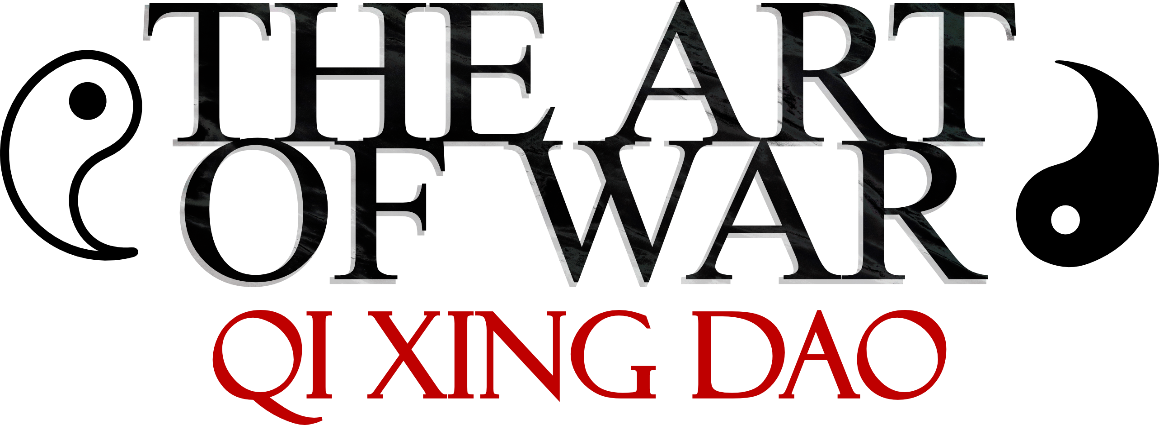 THE ART
OF WAR
QI XING DAO